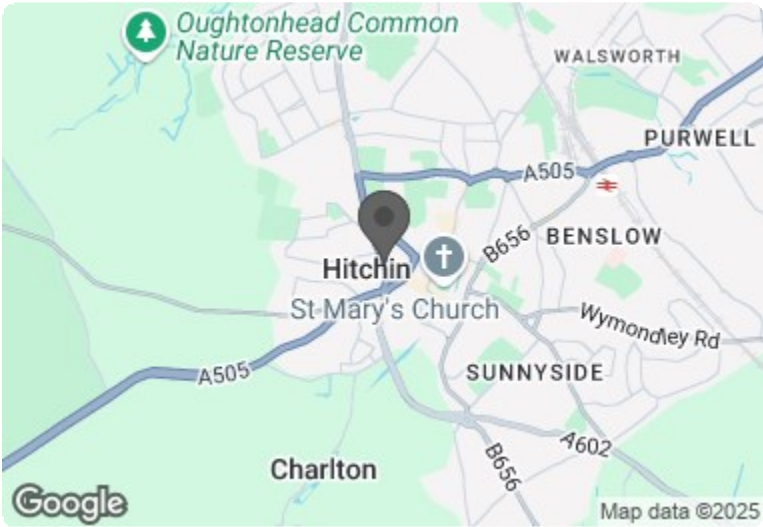 Oughtonhead Common
Nature Reserve
WALSWORTH
PURWELL
A505
B656
BENSLOW
Hitchin
St Mary's Church
Wymondley Rd
SUNNYSIDE
A505
A602
Charlton
B656
Google
Map data ©2025